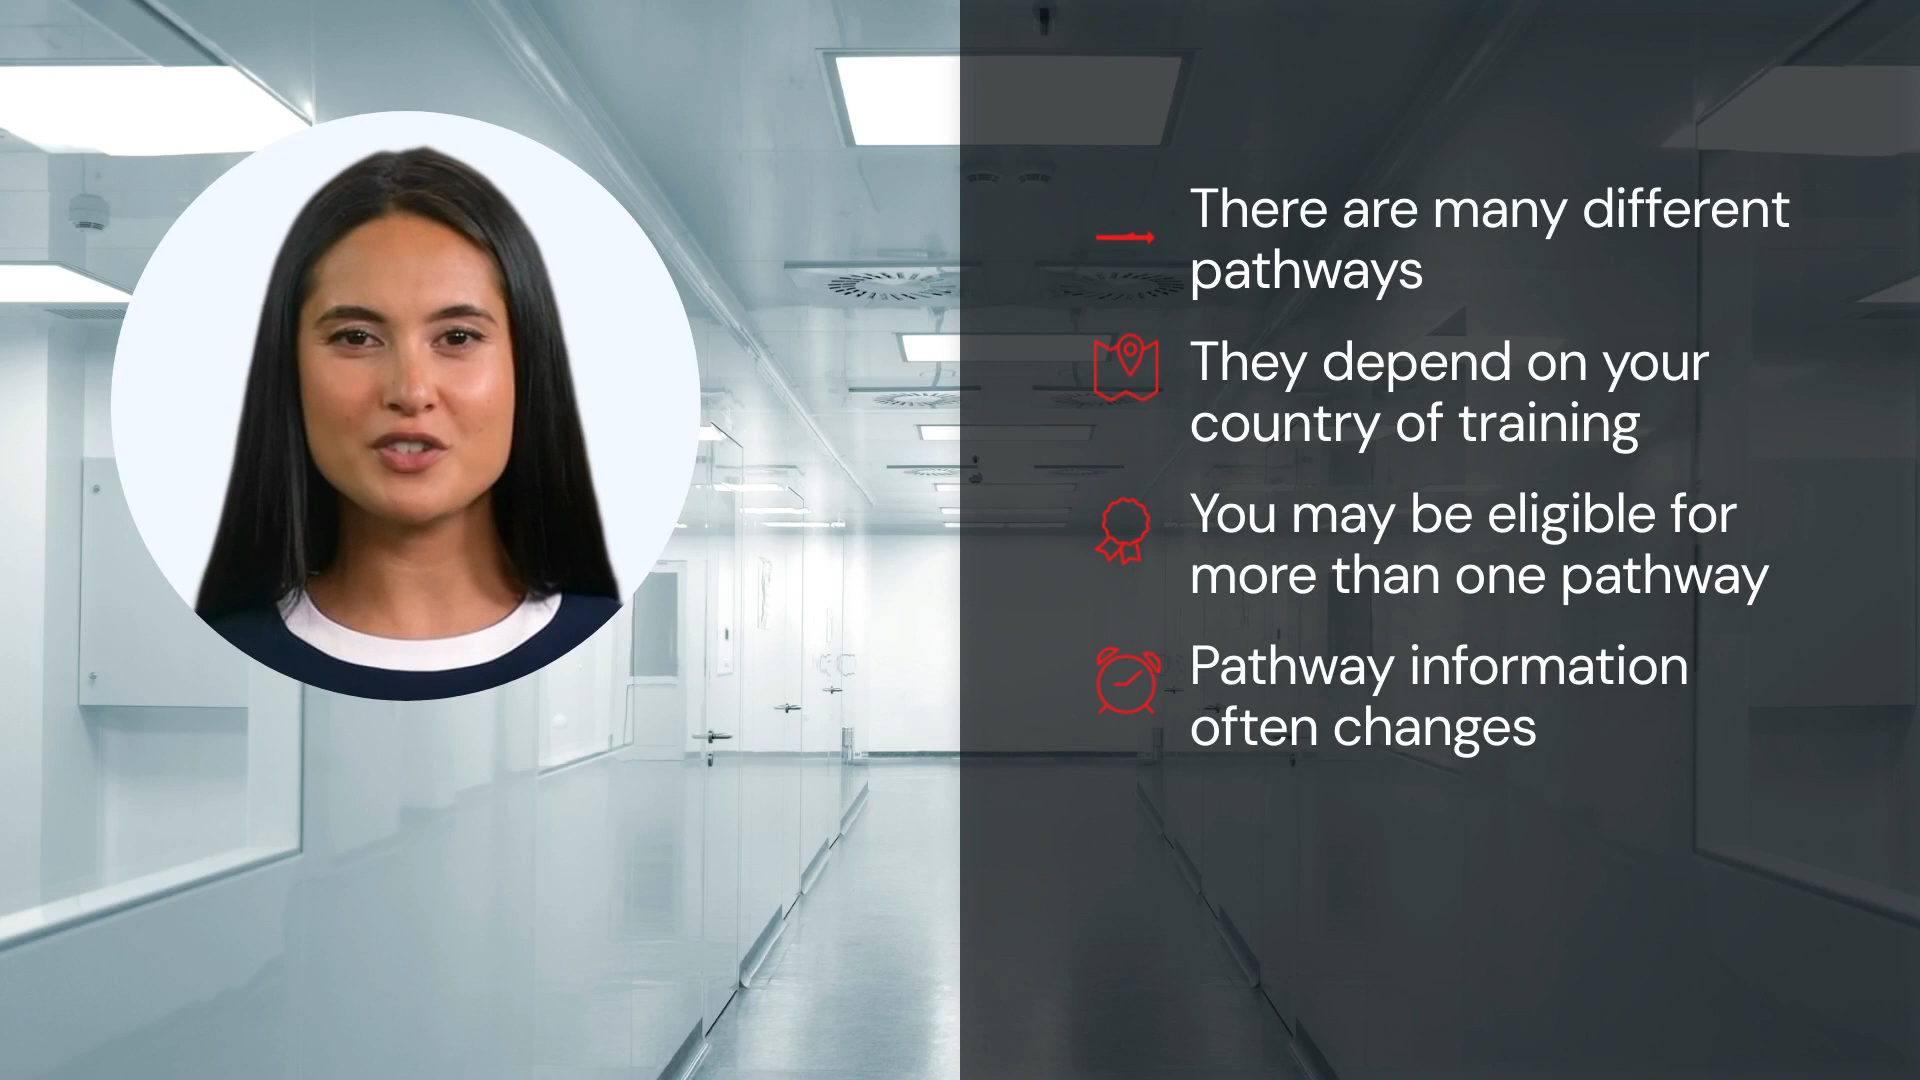 There are many different
pathways
They depend on your
country of training
You may be eligible for
more than one pathway
Pathway information
often changes